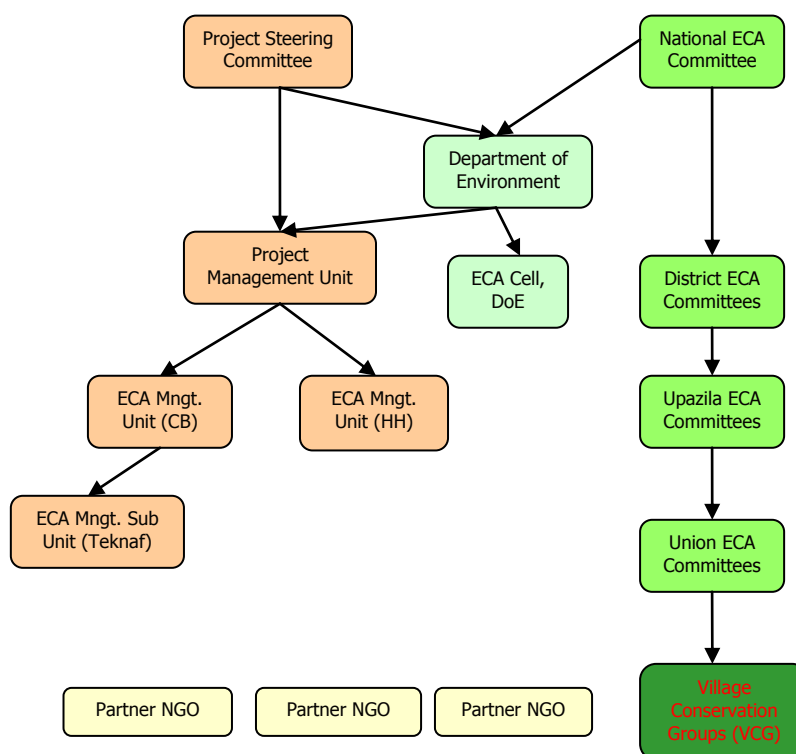 Project Steering
Committee
National ECA
Committee
Department of
Environment
Project
Management Unit
ECA Cell,
DoE
District ECA
Committees
ECA Mngt.
Unit (CB)
ECA Mngt.
Unit (HH)
Upazila ECA
Committees
ECA Mngt. Sub
Unit (Teknaf)
Union ECA
Committees
Partner NGO
Partner NGO
Partner NGO
Village
Conservation
Groups (VCG)